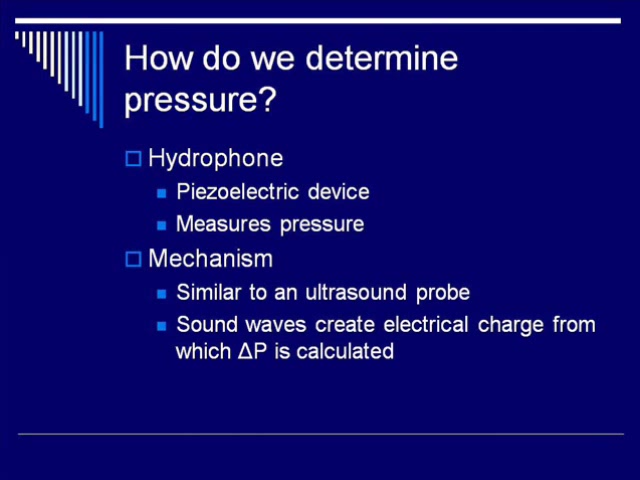 How do we determine
pressure?
Hydrophone
Piezoelectric device
Measures pressure
Mechanism
Similar to an ultrasound probe
Sound waves create electrical charge from
which ΔP is calculated